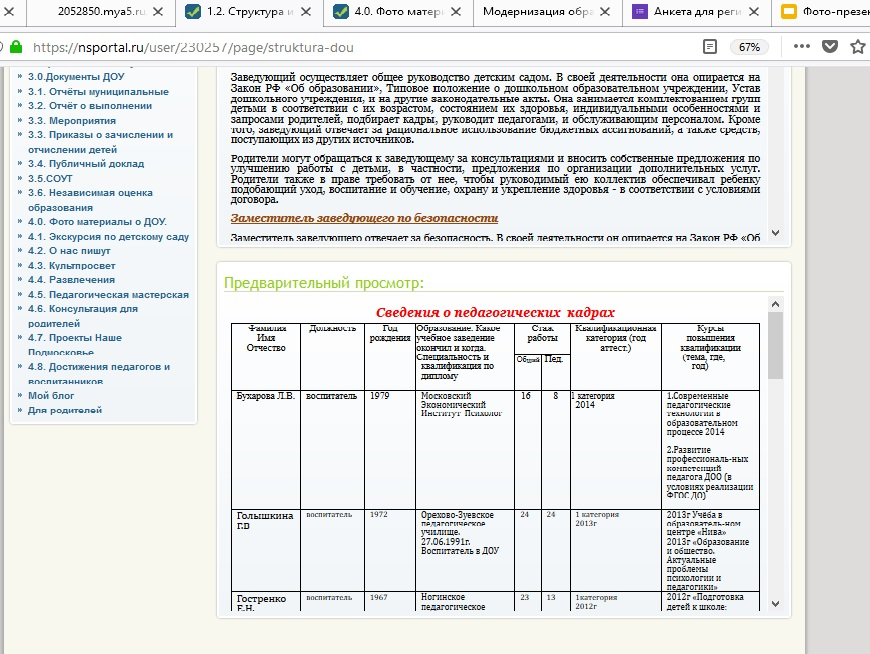 2052850.mya5.ru
1.2. Структура и
4.0. Фото матер
Модернизация обра
Анкета для реги
Фото-презен
https://nsportal.ru/user/230257/page/struktura-dou
67%
3.0.Документы ДОУ
3.1. Отчёты муниципальные
3.2. Отчёт о выполнении
3.3. Мероприятия
3.3. Приказы о зачислении и
отчислении детей
3.4. Публичный доклад
3.5.СОУТ
3.6. Независимая оценка
образования
4.0. Фото материалы о ДОУ.
4.1. Экскурсия по детскому саду
4.2. О нас пишут
4.3. Культпросвет
4.4. Развлечения
4.5. Педагогическая мастерская
4.6. Консультация для
родителей
4.7. Проекты Наше
Подмосковье
4.8. Достижения педагогов и
воспитанников
Мой блог
Для родителей
Заведующий осуществляет общее руководство детским садом. В своей деятельности она опирается на
Закон РФ «Об образовании», Типовое положение о дошкольном образовательном учреждении, Устав
дошкольного учреждения, и на другие законодательные акты. Она занимается комплектованием групп
детьми в соответствии с их возрастом, состоянием их здоровья, индивидуальными особенностями и
запросами родителей, подбирает кадры, руководит педагогами, и обслуживающим персоналом. Кроме
того, заведующий отвечает за рациональное использование бюджетных ассигнований, а также средств,
поступающих из других источников.
Родители могут обращаться к заведующему за консультациями и вносить собственные предложения по
улучшению работы с детьми, в частности, предложения по организации дополнительных услуг.
Родители также в праве требовать от нее, чтобы руководимый ею коллектив обеспечивал ребенку
подобающий уход, воспитание и обучение, охрану и укрепление здоровья - в соответствии с условиями
договора.
Заместитель заведующего по безопасности
Заместитель заведующего отвечает за безопасность. В своей деятельности он опирается на Закон РФ «Об
Предварительный просмотр:
Сведения о педагогических кадрах
Фамилия
Имя
Отчество
Должность
Год
рождения
Образование. Какое
учебное заведение
окончил и когда.
Специальность и
квалификация по
диплому
Стаж
работы
Общий
Пед.
Квалификационная
категория (год
аттест.)
Курсы
повышения
квалификации
(тема, где,
год)
Бухарова Л.В.
воспитатель
1979
Московский
Экономический
Институт Психолог
16
8
1 категория
2014
1.Современные
педагогические
технологии в
образовательном
процессе 2014
2.Развитие
профессиональ-ных
компетенций
педагога ДОО (в
условиях реализации
ФГОС ДО)
Голышкина
Г.В
воспитатель
1972
Орехово-Зуевское
педагогическое
училище.
27.06.1991г.
Воспитатель в ДОУ
24
24
1 категория
2013г
2013г Учёба в
образователь-ном
центре «Нива»
2013г «Образование
и общество.
Актуальные
проблемы
психологии и
педагогики»
Гостренко
Е.Н.
воспитатель
1967
Ногинское
педагогическое
23
13
1категория
2012г
2012г «Подготовка
детей к школе: